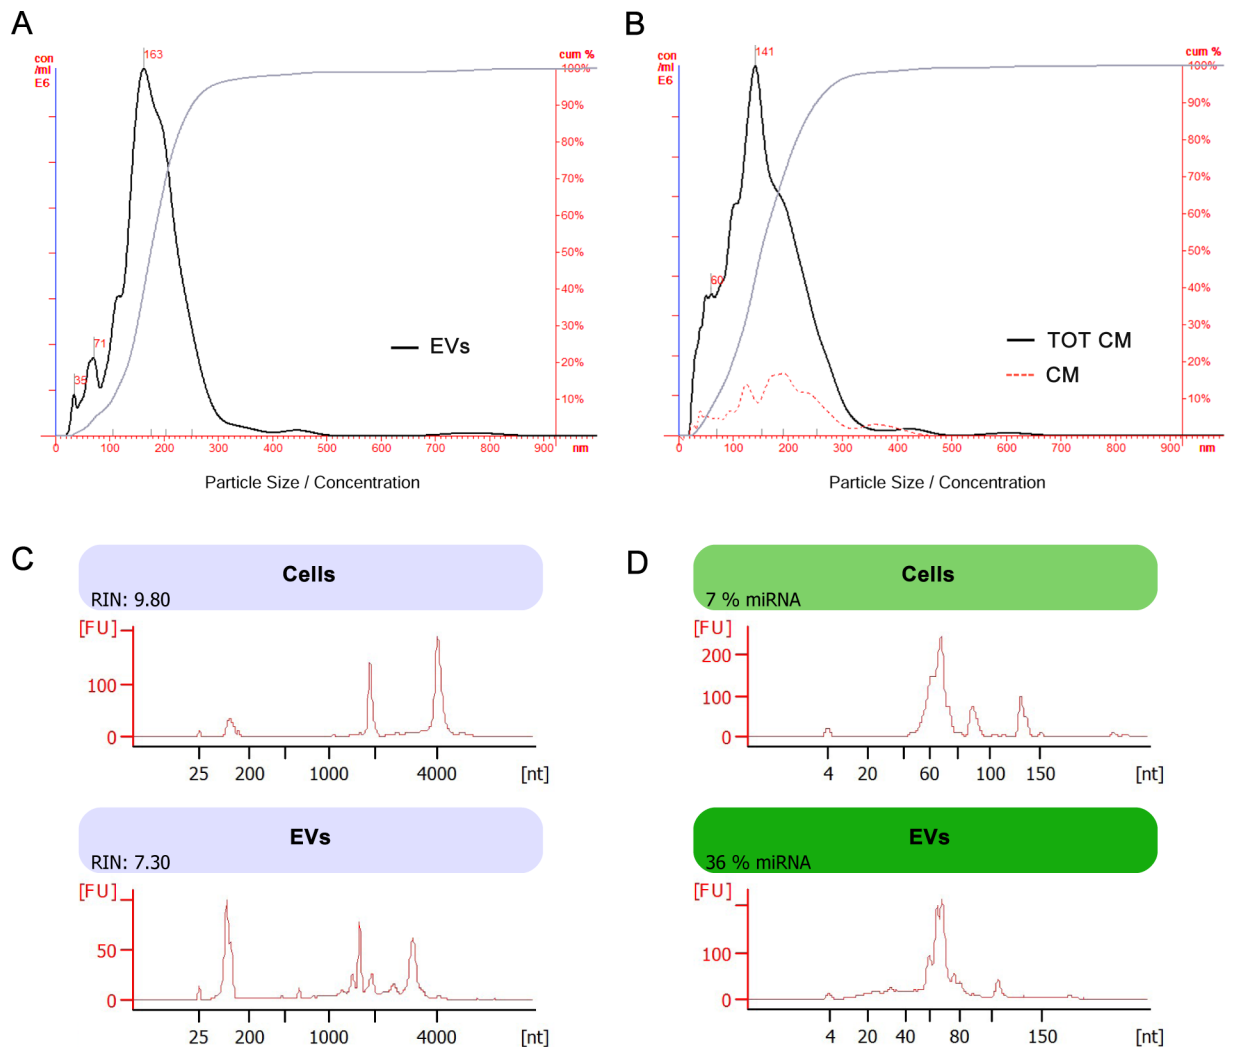 A
con
/ml
E6
163
cum %
100%
90%
80%
70%
60%
50%
40%
30%
20%
10%
71
35
EVs
0
100
200
300
400
500
600
700
800
900
nm
Particle Size / Concentration
B
con
/ml
E6
141
cum %
100%
90%
80%
70%
60%
50%
40%
30%
20%
10%
60
TOT CM
CM
0
100
200
300
400
500
600
700
800
900
nm
Particle Size / Concentration
C
Cells
RIN: 9.80
[FU]
100
0
25 200 1000 4000 [nt]
EVs
RIN: 7.30
[FU]
50
0
25 200 1000 4000 [nt]
D
Cells
7 % miRNA
[FU]
200
100
0
4 20 60 100 150 [nt]
EVs
36 % miRNA
[FU]
100
0
4 20 40 80 150 [nt]